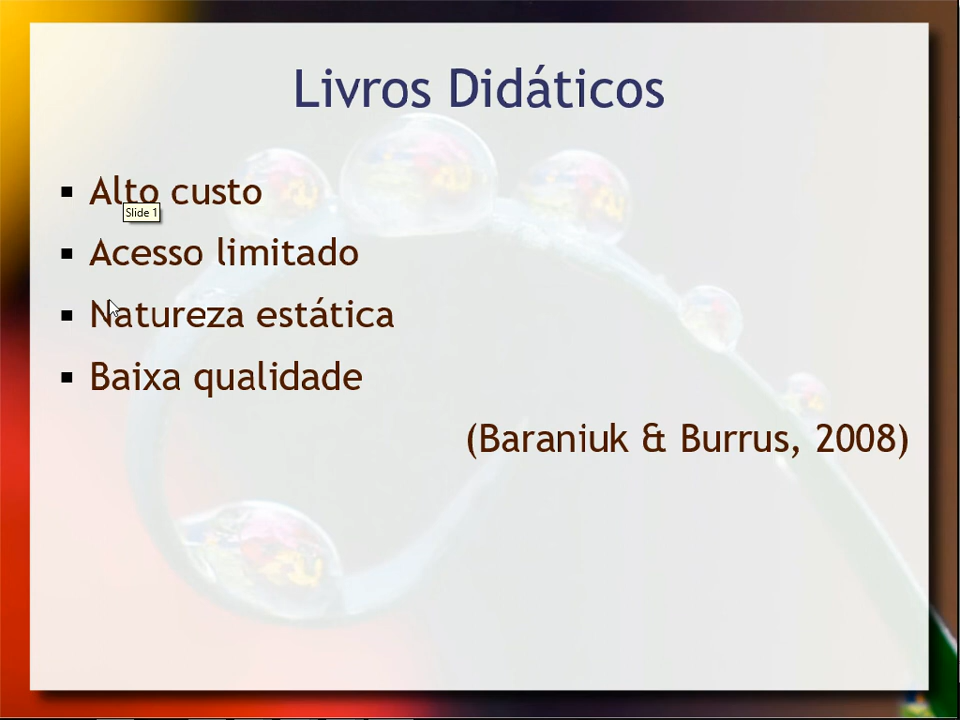 Livros Didáticos
Alto custo
Slide 1
Acesso limitado
Natureza estática
Baixa qualidade
(Baraniuk & Burrus, 2008)